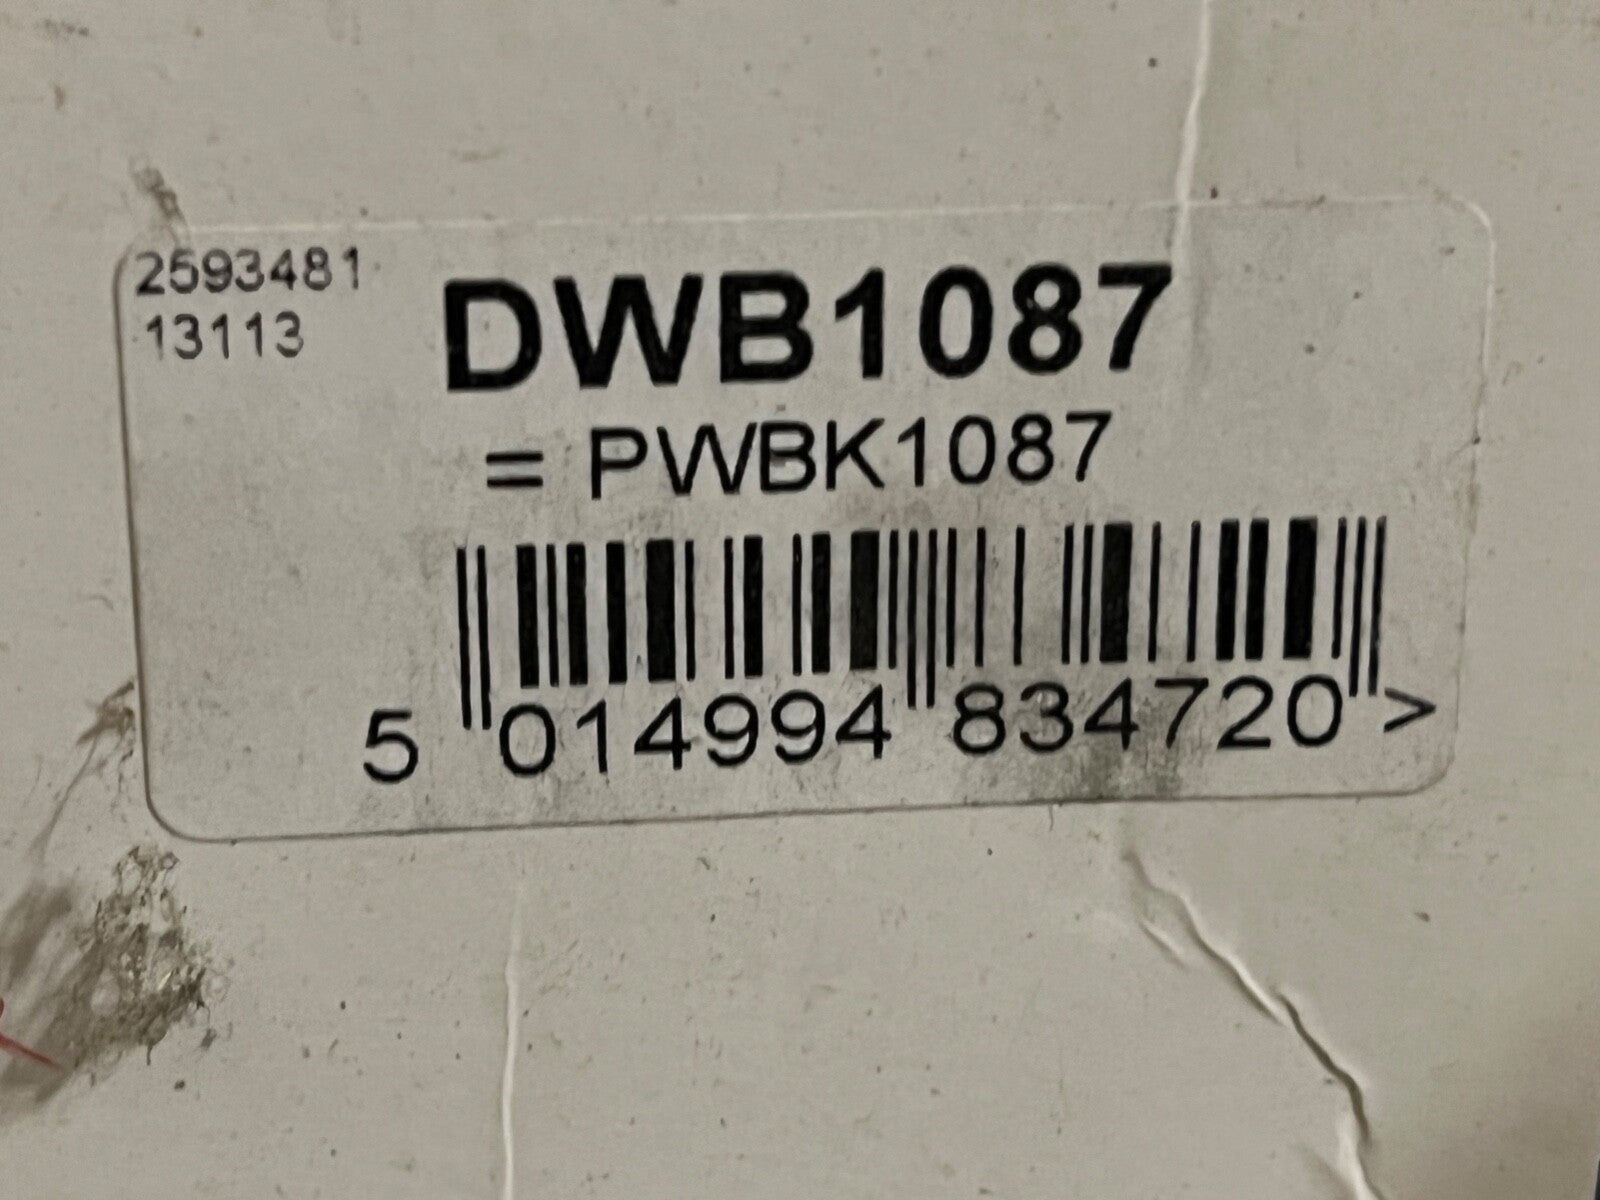 2593481
13113
DWB1087
= PWBK1087
5 014994 834720 >